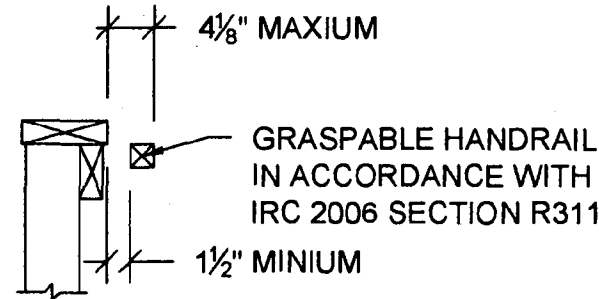 4⅛" MAXIUM
GRASPABLE HANDRAIL
IN ACCORDANCE WITH
IRC 2006 SECTION R311
1½" MINIUM